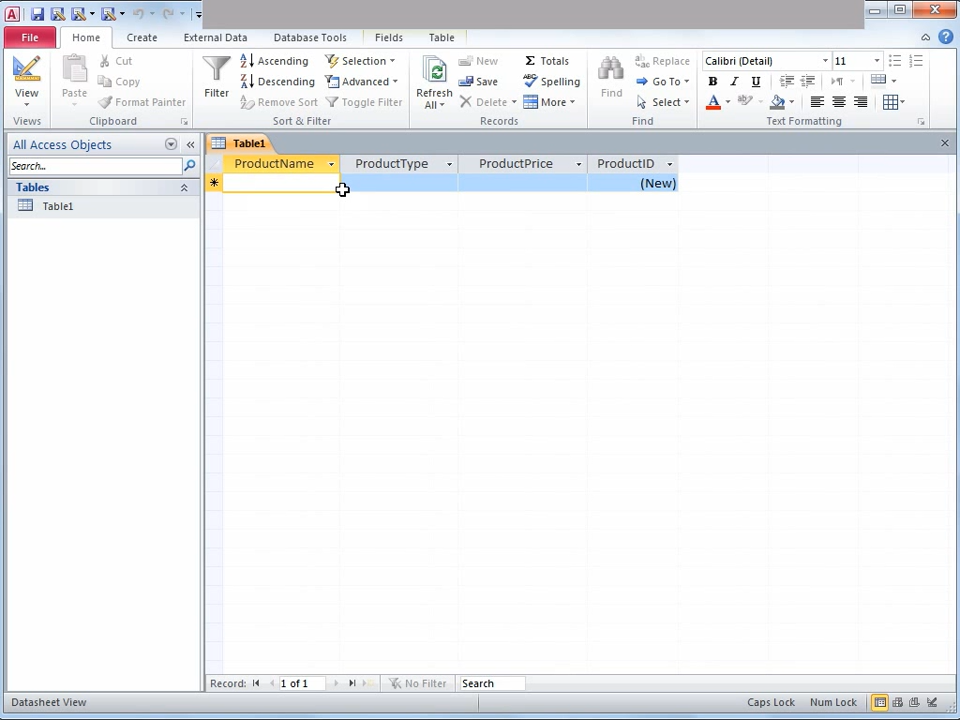 File Home Create External Data Database Tools Fields Table
View Paste Cut Copy Format Painter Filter Ascending Descending Remove Sort Selection Advanced Toggle Filter Refresh All New Save Delete Totals Spelling More Find Replace Go To Select Calibri (Detail) 11 B I U A
Views Clipboard Sort & Filter Records Find Text Formatting
All Access Objects
Search...
Tables
Table1
Table1
ProductName ProductType ProductPrice ProductID
(New)
Record: 1 of 1 No Filter Search
Datasheet View Caps Lock Num Lock